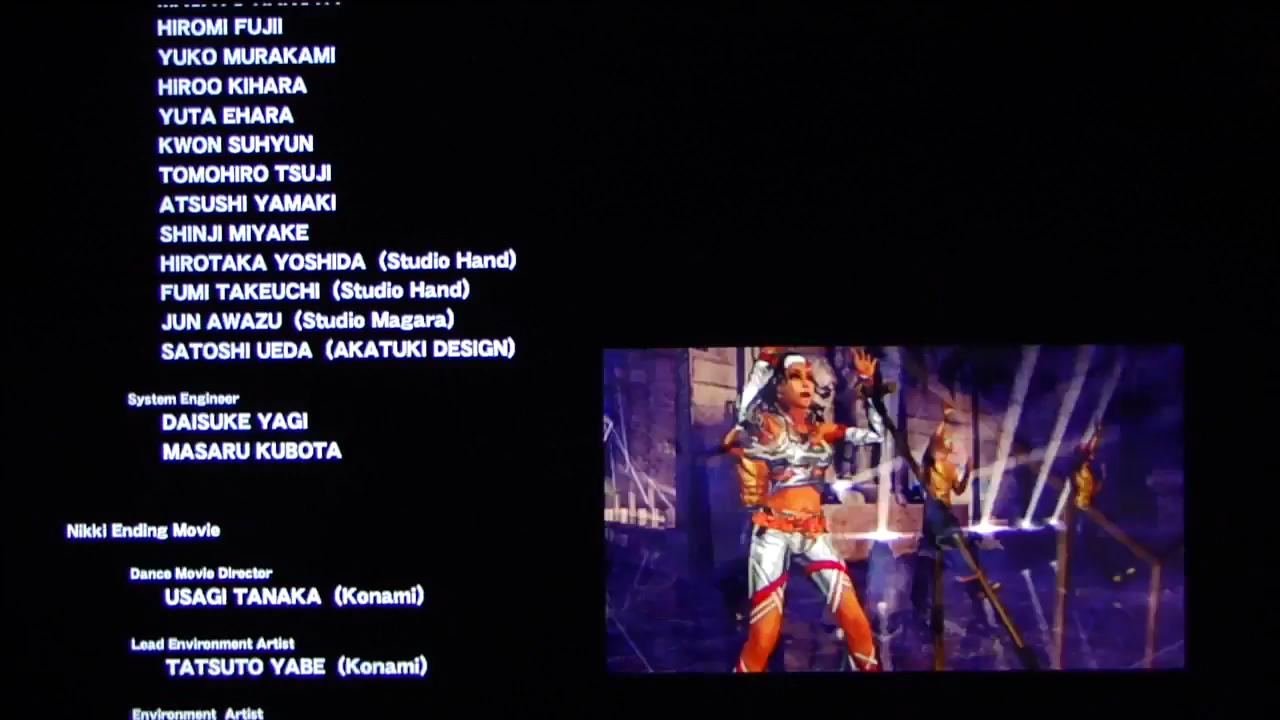 HIROMI FUJII
YUKO MURAKAMI
HIROO KIHARA
YUTA EHARA
KWON SUHYUN
TOMOHIRO TSUJI
ATSUSHI YAMAKI
SHINJI MIYAKE
HIROTAKA YOSHIDA (Studio Hand)
FUMI TAKEUCHI (Studio Hand)
JUN AWAZU (Studio Magara)
SATOSHI UEDA (AKATUKI DESIGN)
System Engineer
DAISUKE YAGI
MASARU KUBOTA
Nikki Ending Movie
Dance Movie Director
USAGI TANAKA (Konami)
Lead Environment Artist
TATSUTO YABE (Konami)
Environment Artist